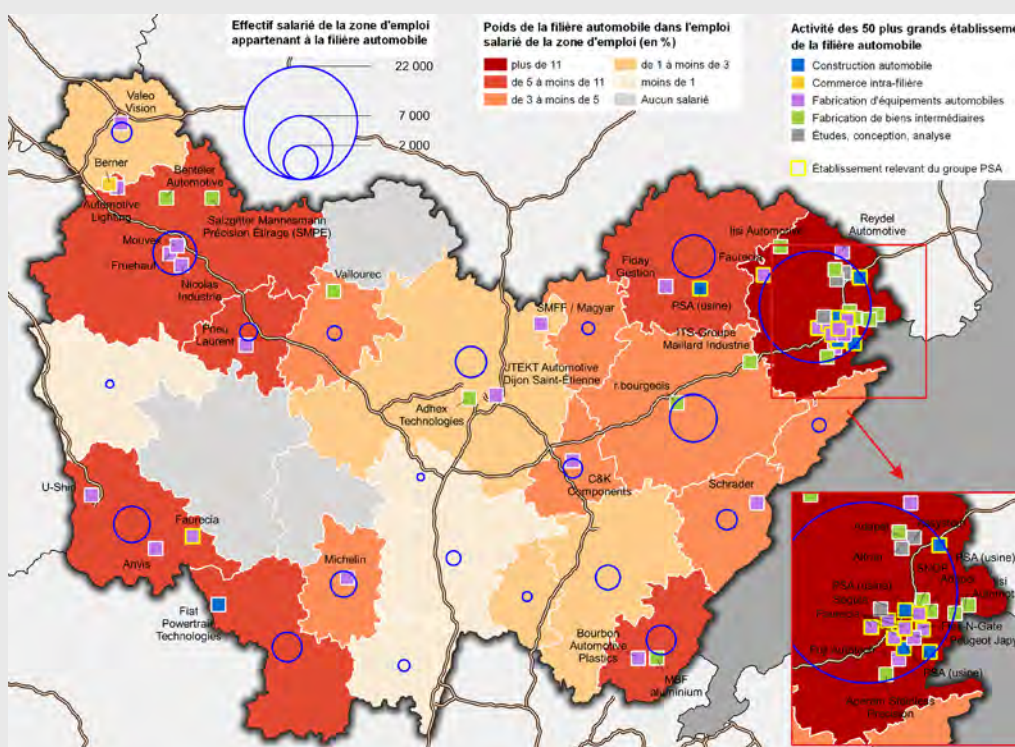 Effectif salarié de la zone d'emploi
appartenant à la filière automobile
22 000
7 000
2 000
Poids de la filière automobile dans l'emploi
salarié de la zone d'emploi (en %)
plus de 11
de 5 à moins de 11
de 3 à moins de 5
de 1 à moins de 3
moins de 1
Aucun salarié
Activité des 50 plus grands établisseme
de la filière automobile
Construction automobile
Commerce intra-filière
Fabrication d'équipements automobiles
Fabrication de biens intermédiaires
Études, conception, analyse
Établissement relevant du groupe PSA
Valeo
Vision
Berner
Automotive
Lighting
Benteler
Automotive
Salzgitter Mannesmann
Précision Étirage (SMPE)
Fruehauf
Nicolas
Industrie
Pneu
Laurent
Vallourec
SMFF / Magyar
JTEKT Automotive
Dijon Saint-Étienne
Adhex
Technologies
Fiday
Gestion
PSA (usine)
lisi Automotive
Reydel
Automotive
ITS-Groupe
Maillard Industrie
r.bourgeois
C&K
Components
Schrader
U-Shin
Anvis
Faurecia
Fiat
Powertrain
Technologies
Michelin
Bourbon
Automotive
Plastics
MBF
aluminium
PSA (usine)
PSA (usine)
Peugeot Japy
PSA (usine)